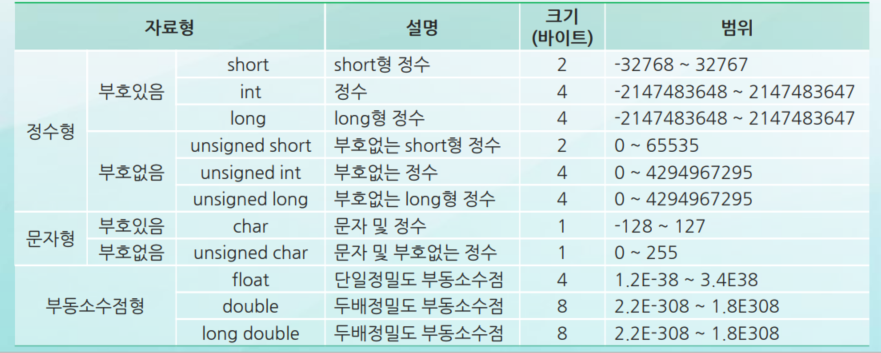 자료형 설명 크기 (바이트) 범위
정수형 부호있음 short short형 정수 2 -32768 ~ 32767
int 정수 4 -2147483648 ~ 2147483647
long long형 정수 4 -2147483648 ~ 2147483647
부호없음 unsigned short 부호없는 short형 정수 2 0 ~ 65535
unsigned int 부호없는 정수 4 0 ~ 4294967295
unsigned long 부호없는 long형 정수 4 0 ~ 4294967295
문자형 부호있음 char 문자 및 정수 1 -128 ~ 127
부호없음 unsigned char 문자 및 부호없는 정수 1 0 ~ 255
부동소수점형 float 단일정밀도 부동소수점 4 1.2E-38 ~ 3.4E38
double 두배정밀도 부동소수점 8 2.2E-308 ~ 1.8E308
long double 두배정밀도 부동소수점 8 2.2E-308 ~ 1.8E308